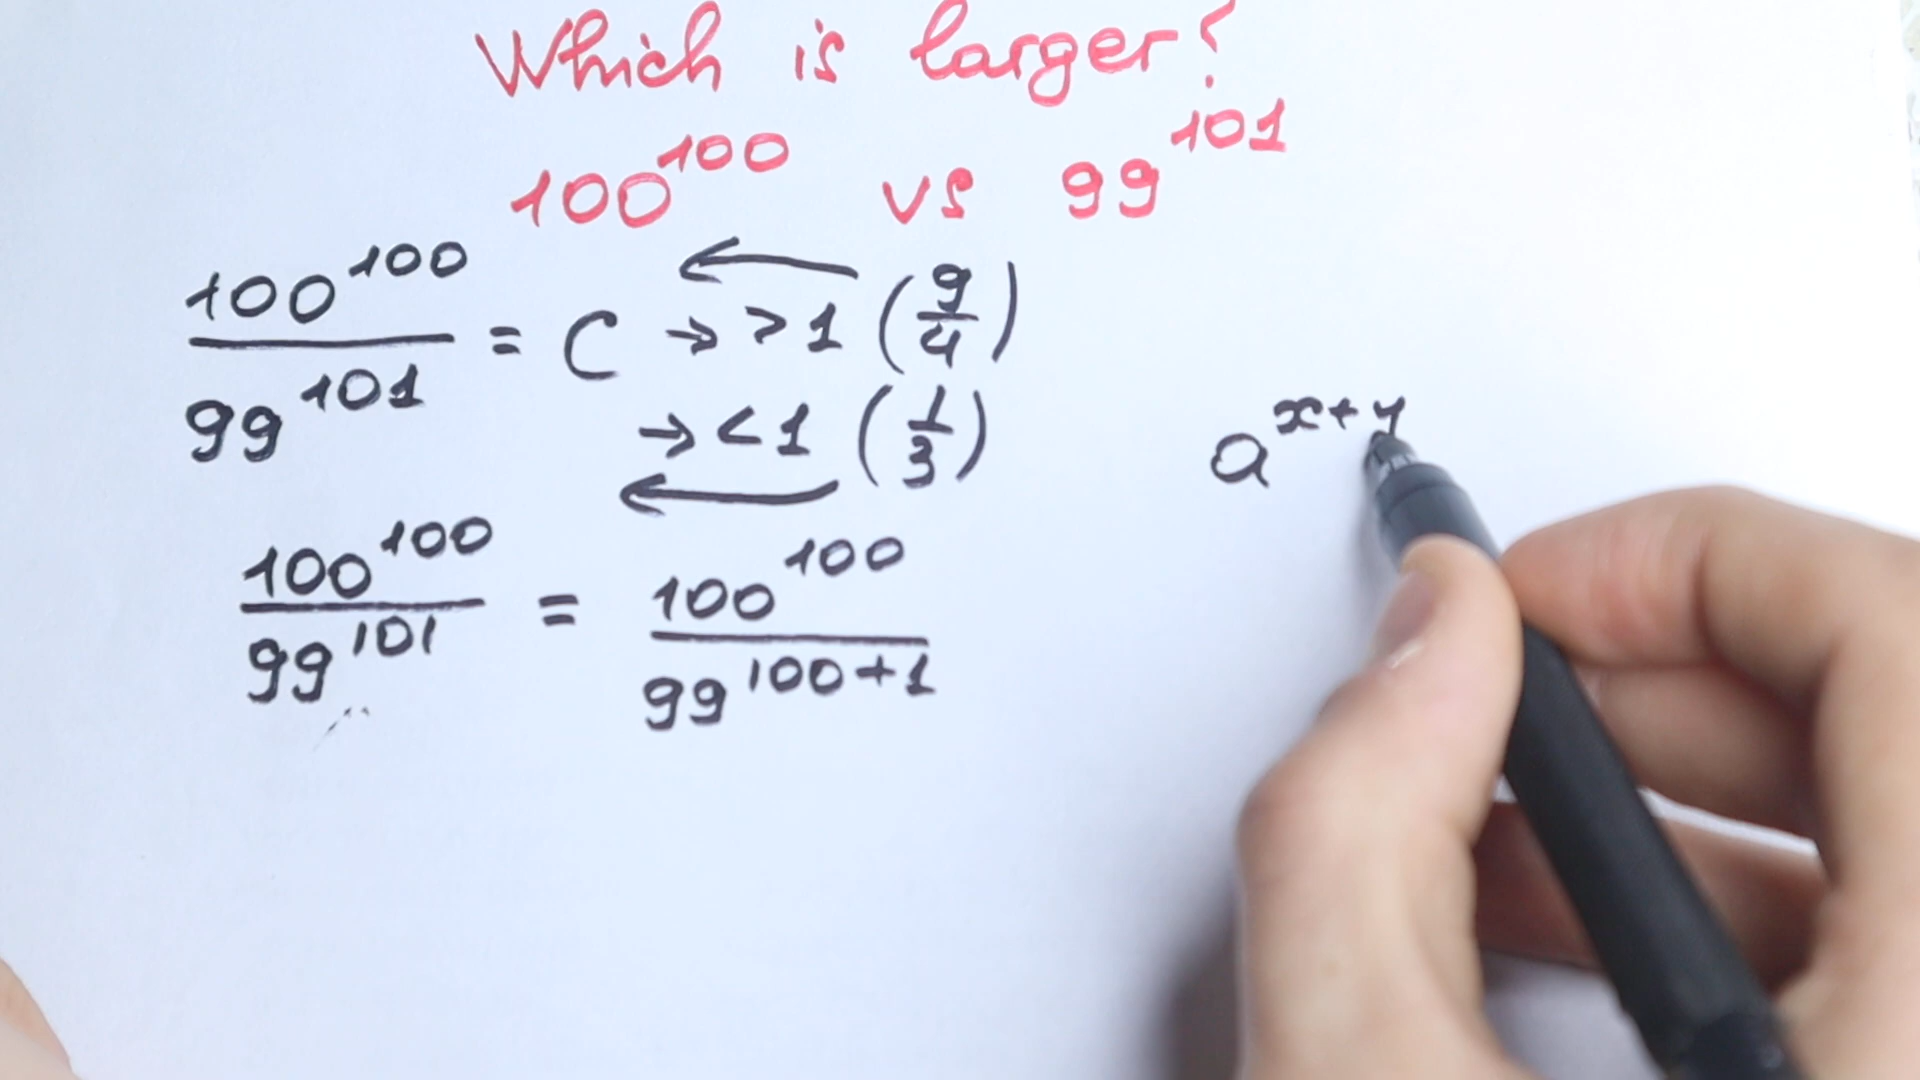 Which is larger?
100^100 vs 99^101
100^100 / 99^101 = C → >1 (9/4)
→ <1 (1/3)
a^x+y
100^100 / 99^101 = 100^100 / 99^100+1